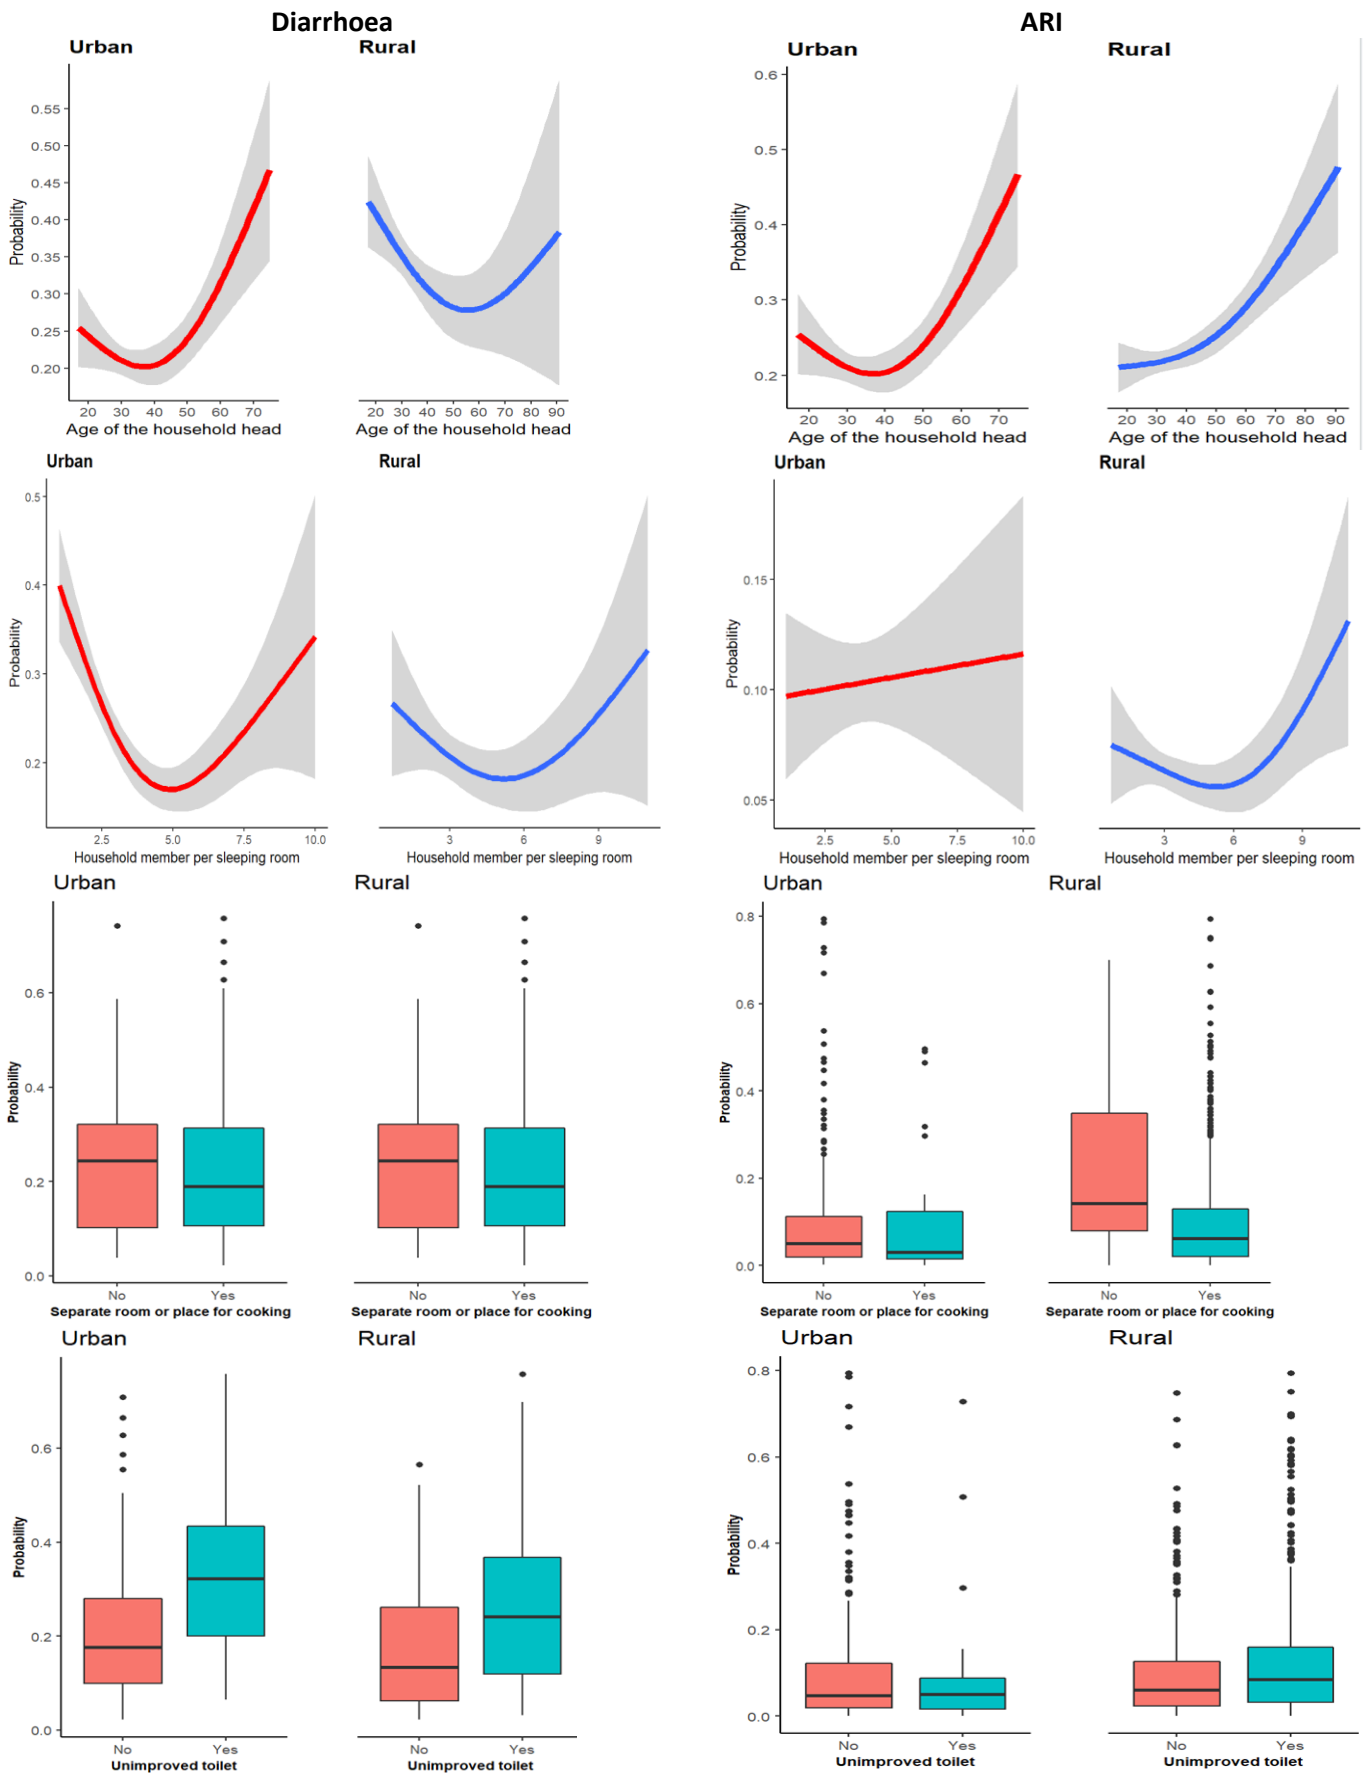 Diarrhoea ARI
Urban Rural Urban Rural
0.55
0.50
0.45
0.40
0.35
0.30
0.25
0.20
Probability
20 30 40 50 60 70
Age of the household head
20 30 40 50 60 70 80 90
Age of the household head
0.6
0.5
0.4
0.3
0.2
Probability
20 30 40 50 60 70
Age of the household head
20 30 40 50 60 70 80 90
Age of the household head
Urban Rural Urban Rural
0.5
0.4
0.3
0.2
Probability
2.5 5.0 7.5 10.0
Household member per sleeping room
3 6 9
Household member per sleeping room
0.15
0.10
0.05
Probability
2.5 5.0 7.5 10.0
Household member per sleeping room
3 6 9
Household member per sleeping room
Urban Rural Urban Rural
0.6
0.4
0.2
0.0
Probability
No Yes
Separate room or place for cooking
No Yes
Separate room or place for cooking
0.8
0.6
0.4
0.2
0.0
Probability
No Yes
Separate room or place for cooking
No Yes
Separate room or place for cooking
Urban Rural Urban Rural
0.6
0.4
0.2
0.0
Probability
No Yes
Unimproved toilet
No Yes
Unimproved toilet
0.8
0.6
0.4
0.2
0.0
Probability
No Yes
Unimproved toilet
No Yes
Unimproved toilet